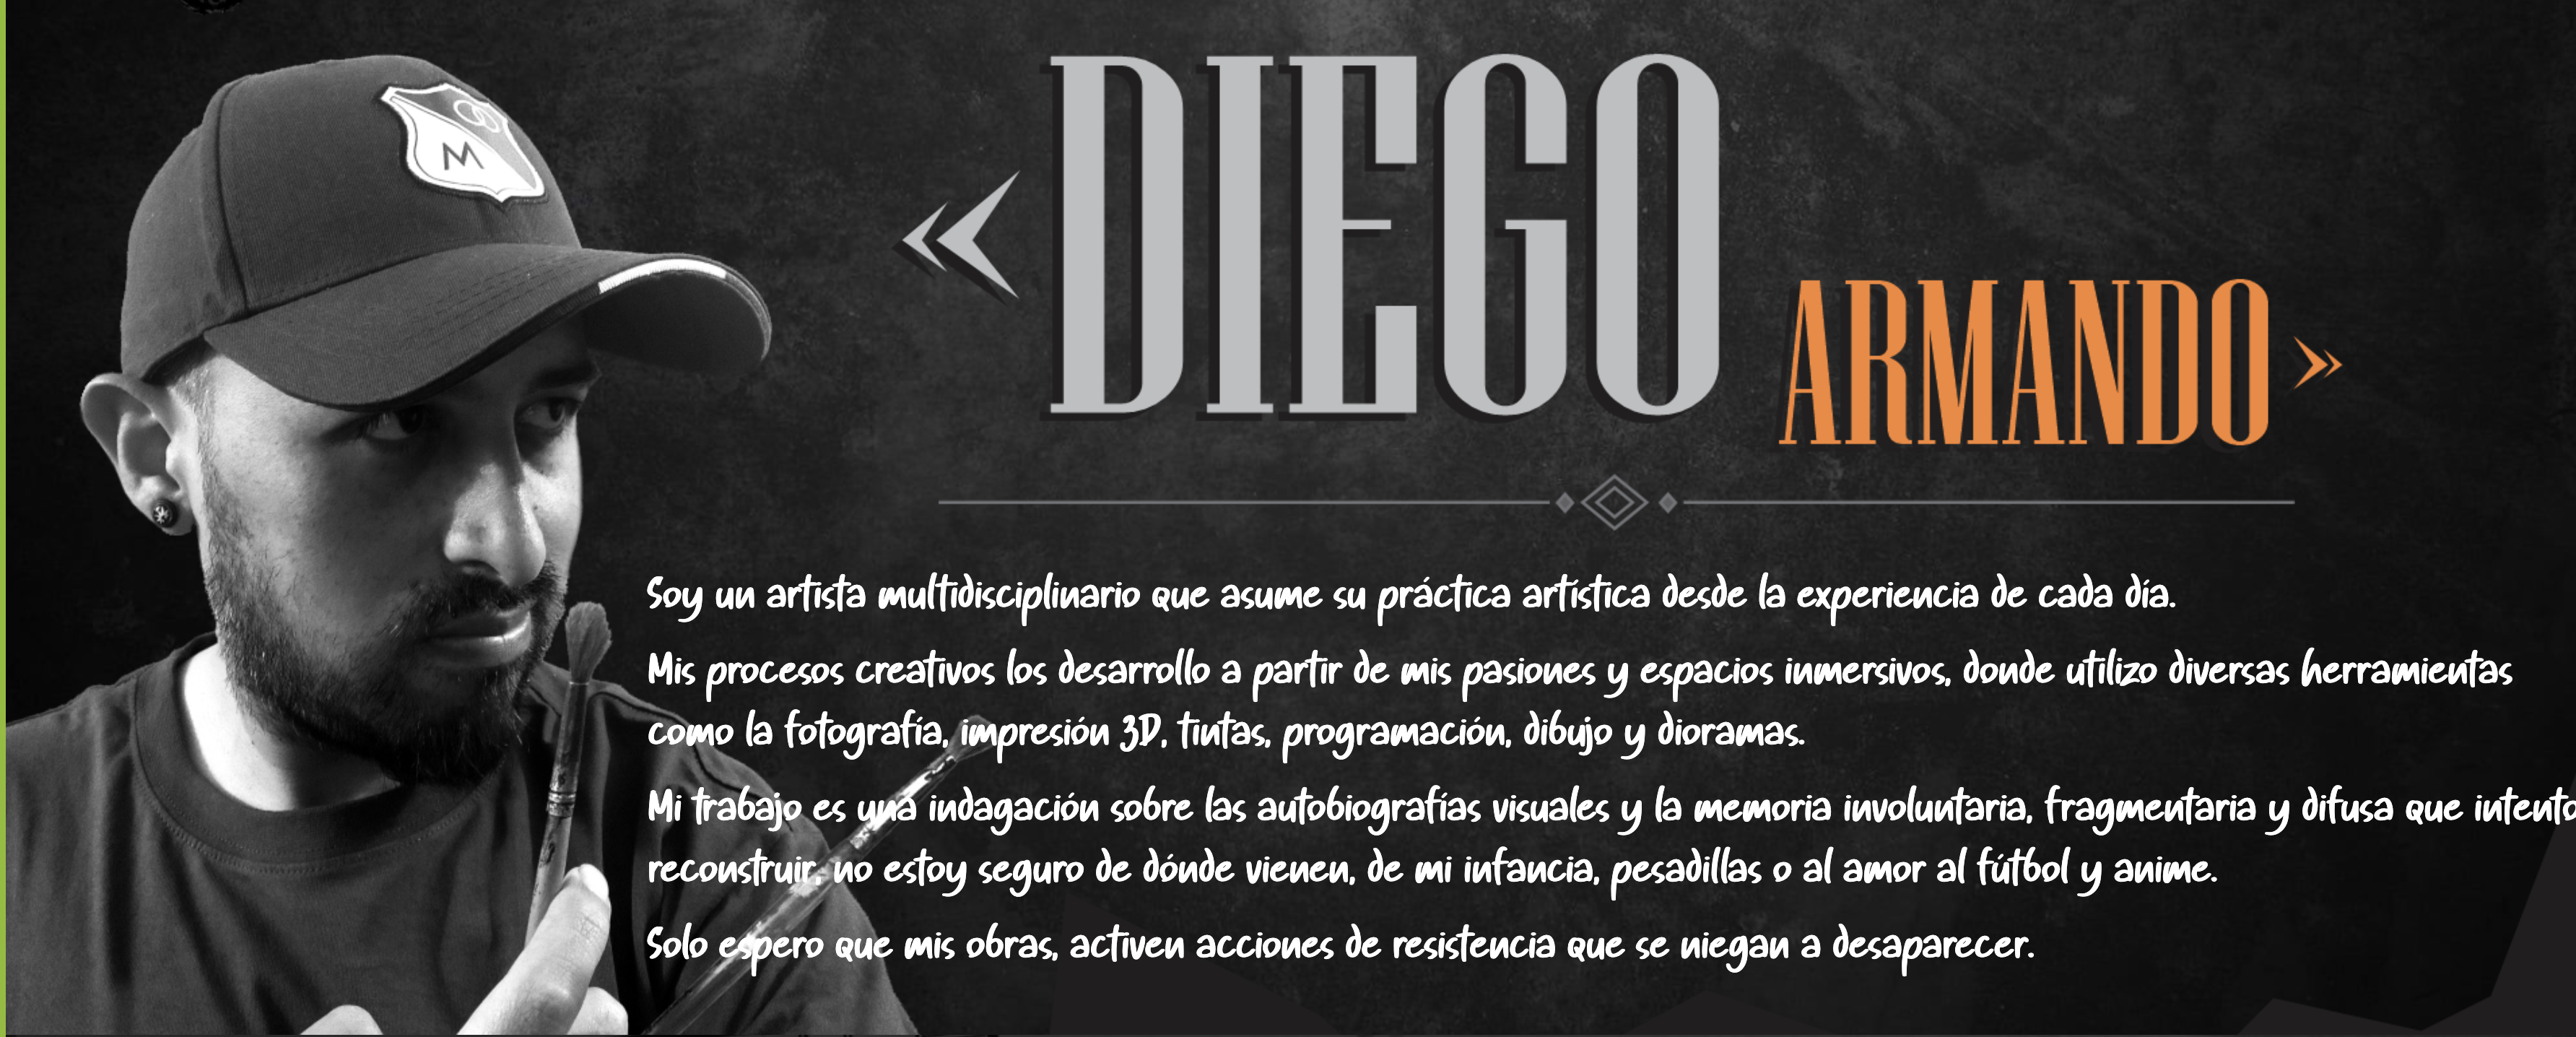 M
« DIEGO
ARMANDO »
Soy un artista multidisciplinario que asume su práctica artística desde la experiencia de cada día.
Mis procesos creativos los desarrollo a partir de mis pasiones y espacios inmersivos, donde utilizo diversas herramientas
como la fotografía, impresión 3D, tintas, programación, dibujo y dioramas.
Mi trabajo es una indagación sobre las autobiografías visuales y la memoria involuntaria, fragmentaria y difusa que intento
reconstruir, no estoy seguro de dónde vienen, de mi infancia, pesadillas o al amor al fútbol y anime.
Solo espero que mis obras, activen acciones de resistencia que se niegan a desaparecer.